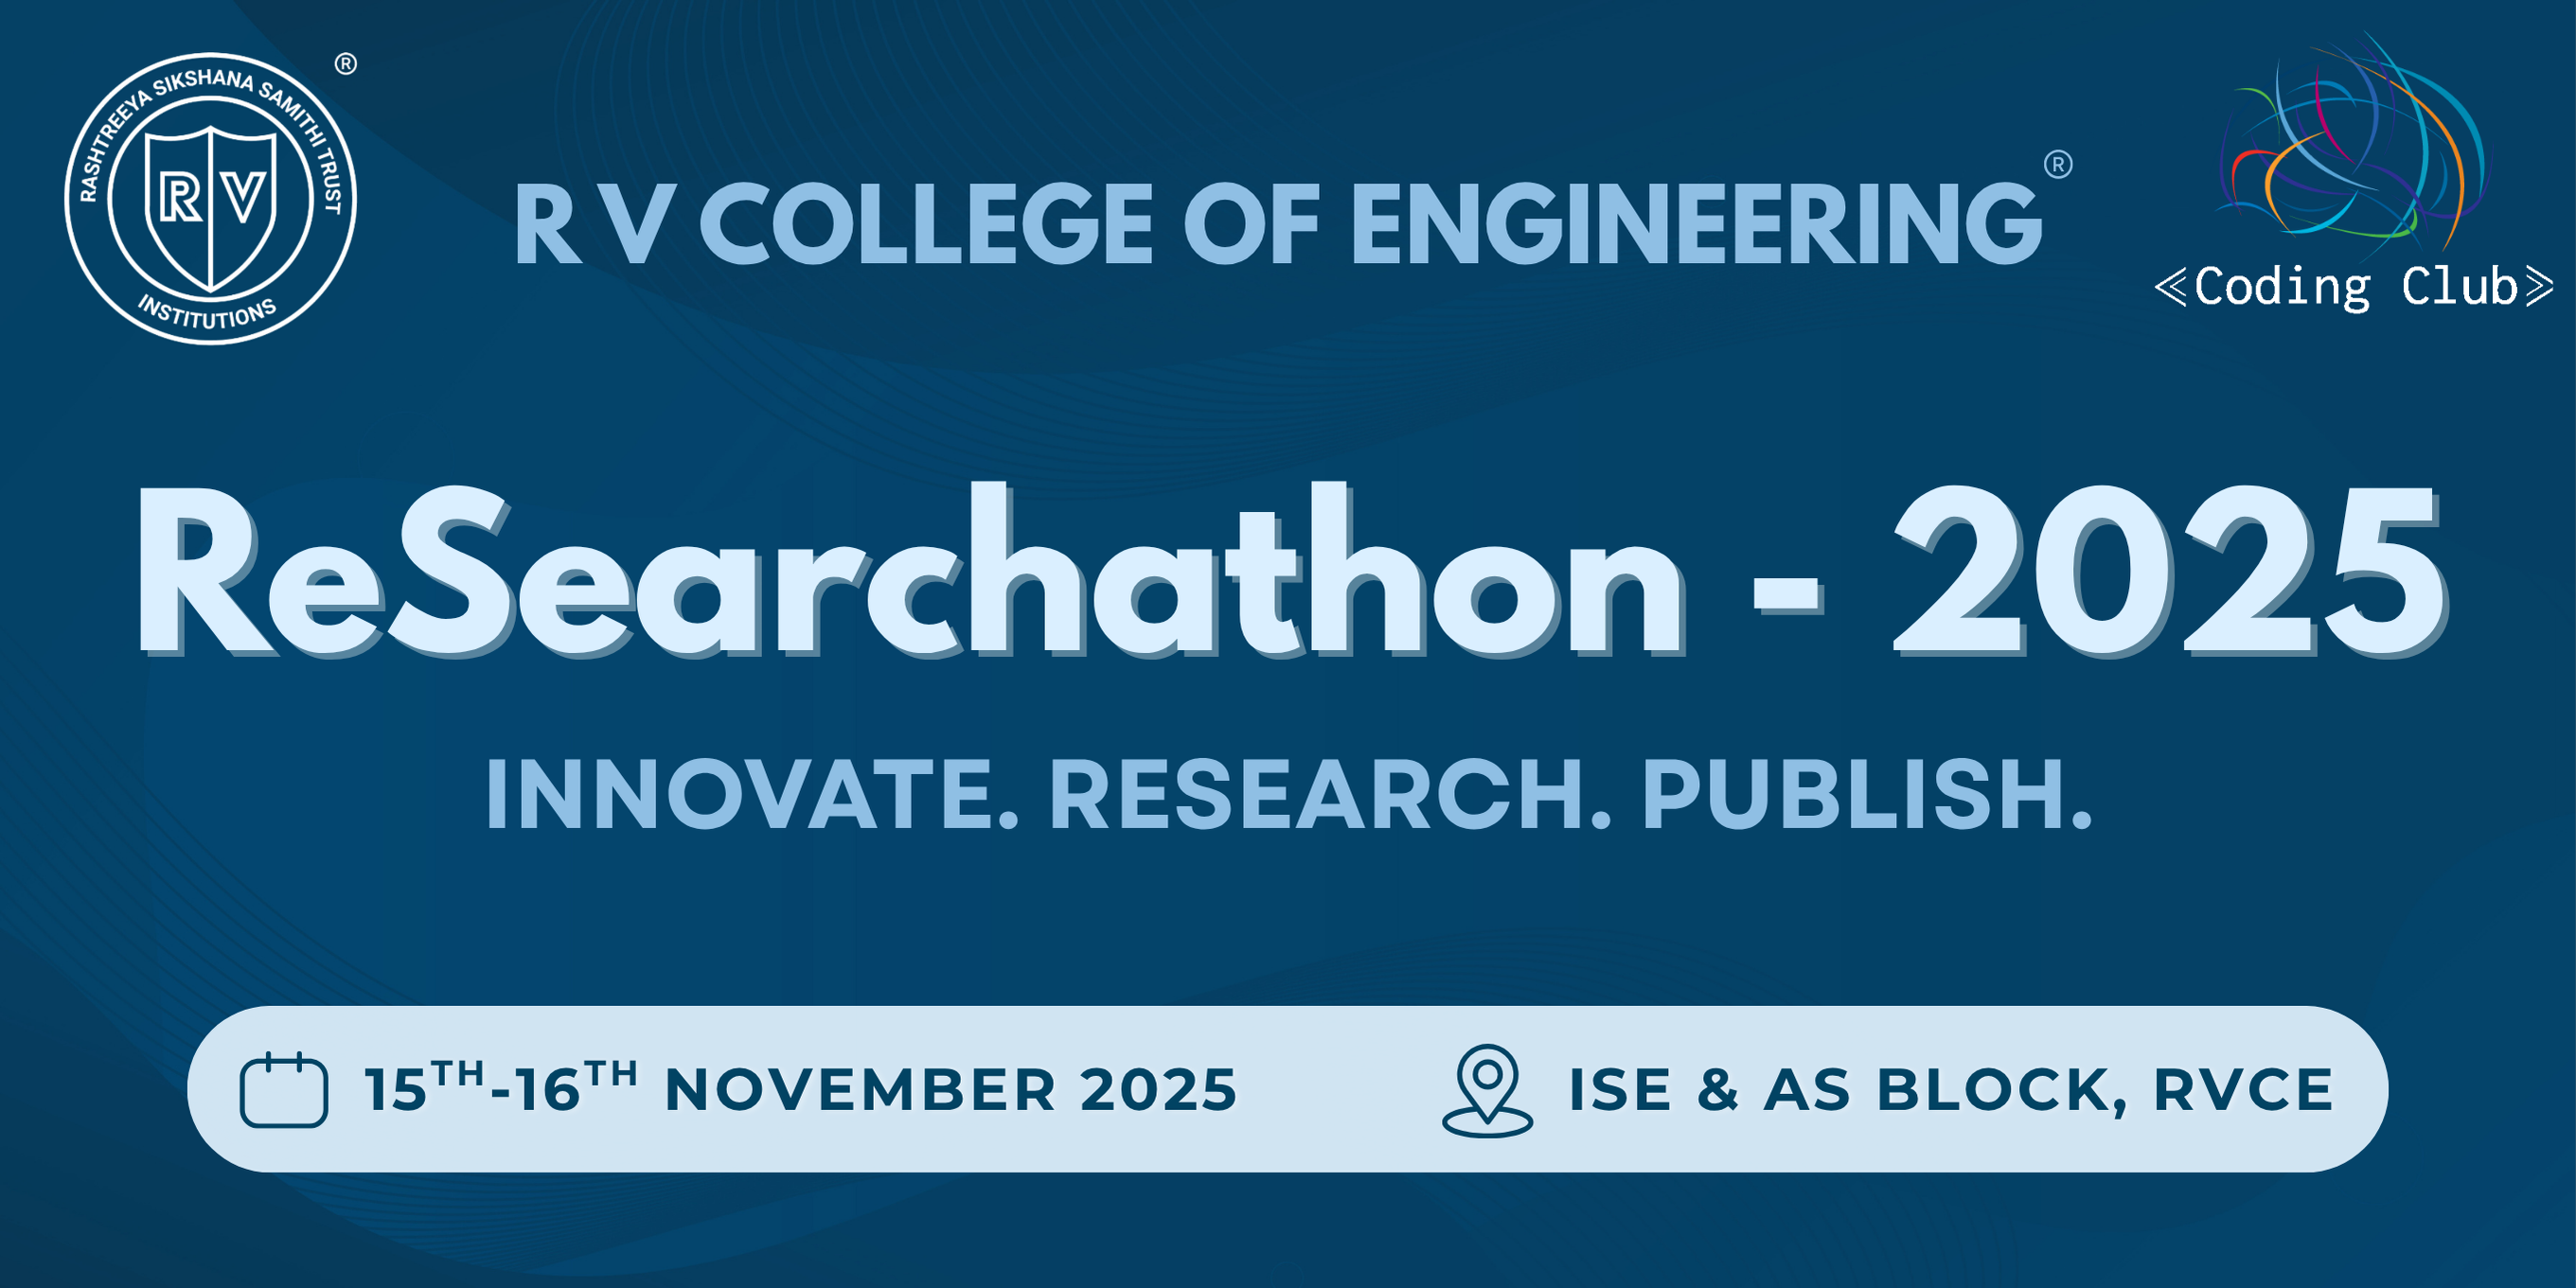 RASHTREEYA SIKSHANA SAMITHI TRUST
®
RV
INSTITUTIONS
R V COLLEGE OF ENGINEERING®
<Coding Club>
ReSearchathon - 2025
INNOVATE. RESEARCH. PUBLISH.
15TH-16TH NOVEMBER 2025
ISE & AS BLOCK, RVCE